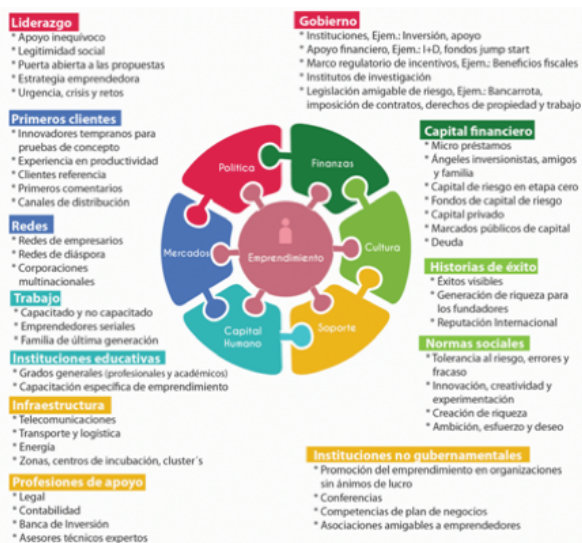 Liderazgo
* Apoyo inequívoco
* Legitimidad social
* Puerta abierta a las propuestas
* Estrategia emprendedora
* Urgencia, crisis y retos
Primeros clientes
* Innovadores tempranos para
pruebas de concepto
* Experiencia en productividad
* Clientes referencia
* Primeros comentarios
* Canales de distribución
Redes
* Redes de empresarios
* Redes de diáspora
* Corporaciones
multinacionales
Trabajo
* Capacitado y no capacitado
* Emprendedores seriales
* Familia de última generación
Instituciones educativas
* Grados generales (profesionales y académicos)
* Capacitación específica de emprendimiento
Infraestructura
* Telecomunicaciones
* Transporte y logística
* Energía
* Zonas, centros de incubación, cluster´s
Profesiones de apoyo
* Legal
* Contabilidad
* Banca de Inversión
* Asesores técnicos expertos
Política
Finanzas
Mercados
Emprendimiento
Cultura
Capital
Humano
Soporte
Gobierno
* Instituciones, Ejem.: Inversión, apoyo
* Apoyo financiero, Ejem.: I+D, fondos jump start
* Marco regulatorio de incentivos, Ejem.: Beneficios fiscales
* Institutos de investigación
* Legislación amigable de riesgo, Ejem.: Bancarrota,
imposición de contratos, derechos de propiedad y trabajo
Capital financiero
* Micro préstamos
* Ángeles inversionistas, amigos
y familia
* Capital de riesgo en etapa cero
* Fondos de capital de riesgo
* Capital privado
* Marcados públicos de capital
* Deuda
Historias de éxito
* Éxitos visibles
* Generación de riqueza para
los fundadores
* Reputación Internacional
Normas sociales
* Tolerancia al riesgo, errores y
fracaso
* Innovación, creatividad y
experimentación
* Creación de riqueza
* Ambición, esfuerzo y deseo
Instituciones no gubernamentales
* Promoción del emprendimiento en organizaciones
sin ánimos de lucro
* Conferencias
* Competencias de plan de negocios
* Asociaciones amigables a emprendedores